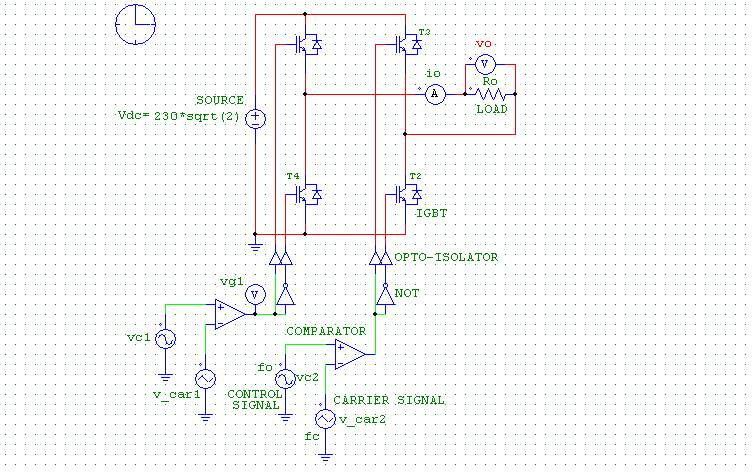 T3
vo
V
io
A
Ro
LOAD
SOURCE
Vdc= 230*sqrt(2)
T4
T2
IGBT
OPTO-ISOLATOR
vg1
V
NOT
COMPARATOR
vc1
fo
vc2
v_car1
CONTROL
SIGNAL
CARRIER SIGNAL
v_car2
fc